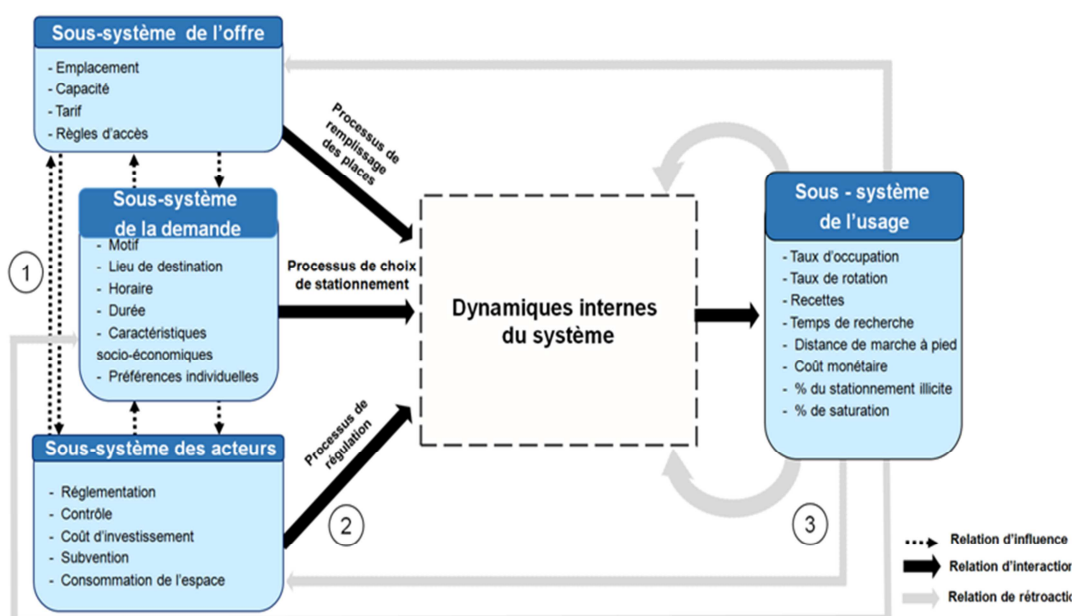 Sous-système de l'offre
- Emplacement
- Capacité
- Tarif
- Règles d'accès
Sous-système
de la demande
- Motif
- Lieu de destination
- Horaire
- Durée
- Caractéristiques
socio-économiques
- Préférences individuelles
Sous-système des acteurs
- Réglementation
- Contrôle
- Coût d'investissement
- Subvention
- Consommation de l'espace
1
Processus de
remplissage
des places
Processus de choix
de stationnement
Processus de
régulation
2
Dynamiques internes
du système
Sous - système
de l'usage
- Taux d'occupation
- Taux de rotation
- Recettes
- Temps de recherche
- Distance de marche à pied
- Coût monétaire
- % du stationnement illicite
- % de saturation
3
Relation d'influence
Relation d'interaction
Relation de rétroaction